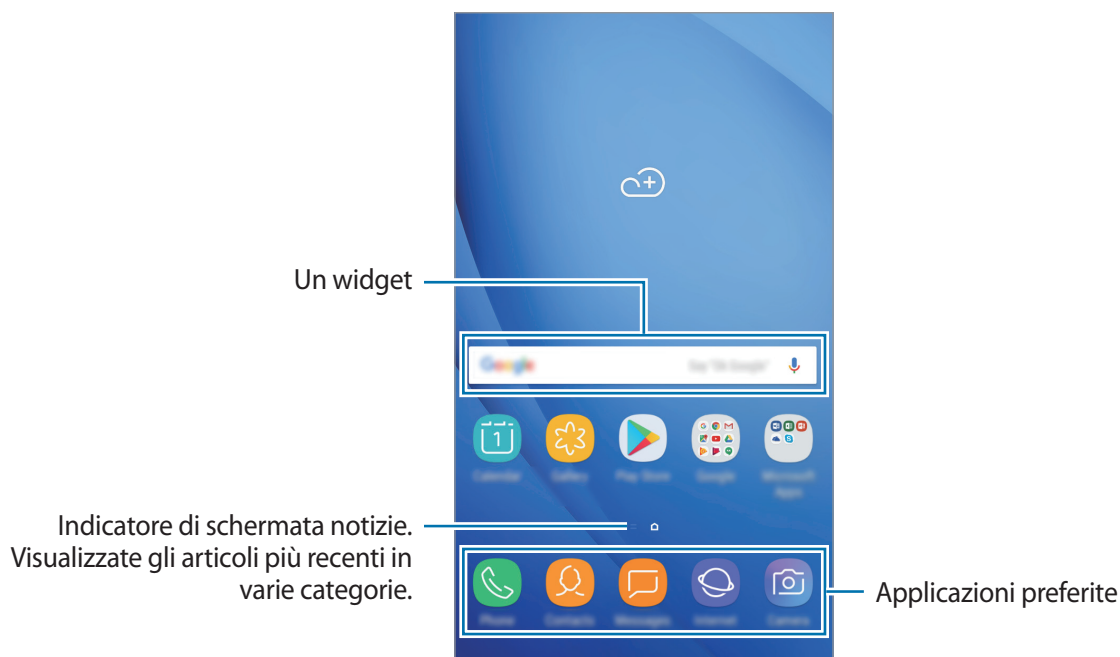 Un widget
Google
Say "Ok Google"
1
Calendar
Gallery
Play Store
Google
Microsoft
Apps
Indicatore di schermata notizie.
Visualizzate gli articoli più recenti in
varie categorie.
Phone
Contacts
Messages
Internet
Camera
Applicazioni preferite